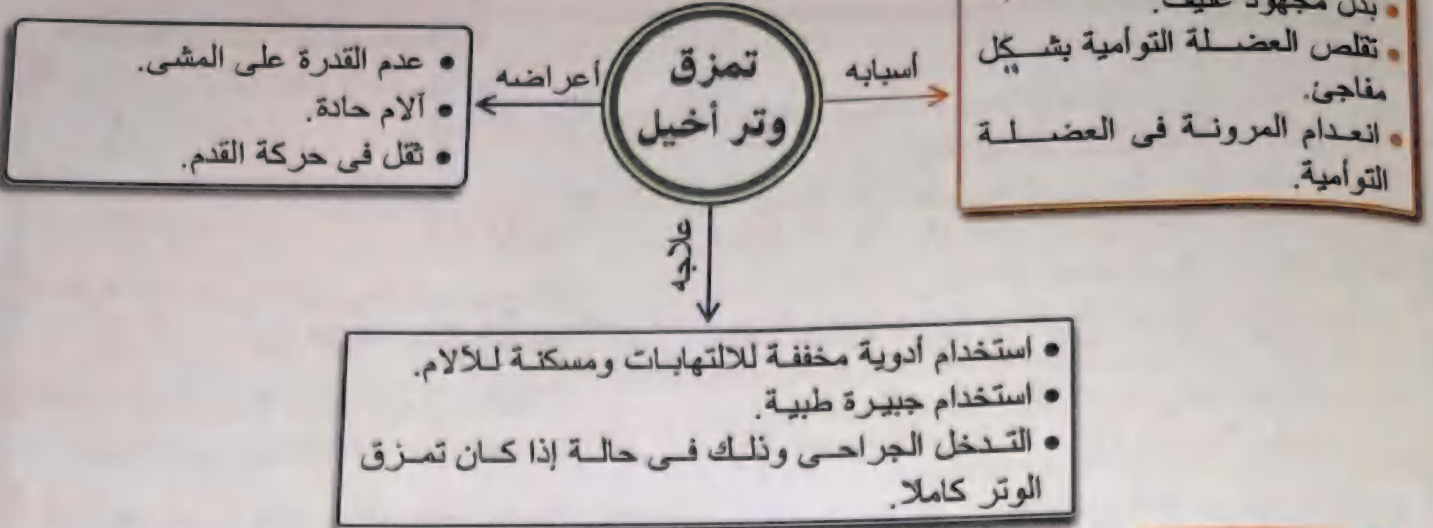 بذل مجهود عنيف.
• تقلص العضلة التوأمية بشكل
مفاجئ.
• انعدام المرونة فى العضلة
التوأمية.
أسبابه
تمزق
وتر أخيل
أعراضه
• عدم القدرة على المشى.
• آلام حادة.
• ثقل فى حركة القدم.
علاجه
• استخدام أدوية مخففة للالتهابات ومسكنة للآلام.
• استخدام جبيرة طبية.
• التدخل الجراحى وذلك فى حالة إذا كان تمزق
الوتر كاملا.